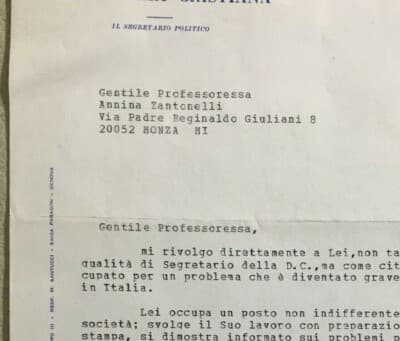 CRISTIANA
IL SEGRETARIO POLITICO
Gentile Professoressa
Annina Zantonelli
Via Padre Reginaldo Giuliani 8
20052 MONZA MI
Gentile Professoressa,
mi rivolgo direttamente a Lei, non ta
qualità di Segretario della D.C., ma come cit
cupato per un problema che è diventato grave
in Italia.
Lei occupa un posto non indifferente
società; svolge il Suo lavoro con preparazio
stampa, si dimostra informato sui problemi p